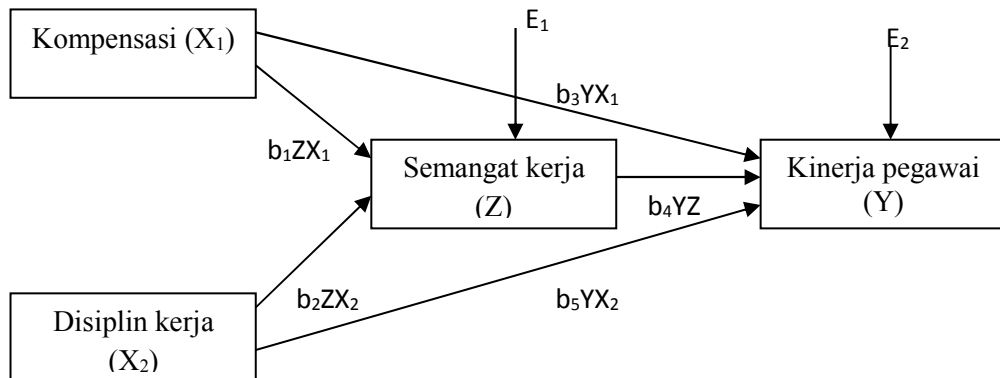 E₁
Kompensasi (X₁)
E₂
b₃YX₁
b₁ZX₁
Semangat kerja
(Z)
Kinerja pegawai
(Y)
b₄YZ
b₂ZX₂
b₅YX₂
Disiplin kerja
(X₂)